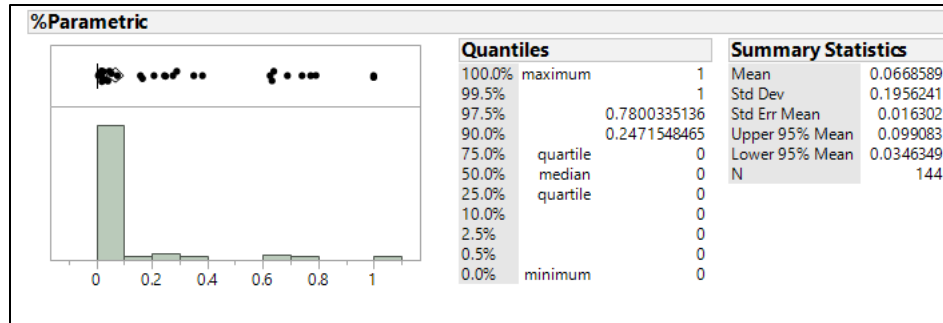 %Parametric
Quantiles
100.0% maximum 1
99.5% 1
97.5% 0.7800335136
90.0% 0.2471548465
75.0% quartile 0
50.0% median 0
25.0% quartile 0
10.0% 0
2.5% 0
0.5% 0
0.0% minimum 0
Summary Statistics
Mean 0.0668589
Std Dev 0.1956241
Std Err Mean 0.016302
Upper 95% Mean 0.099083
Lower 95% Mean 0.0346349
N 144
0 0.2 0.4 0.6 0.8 1